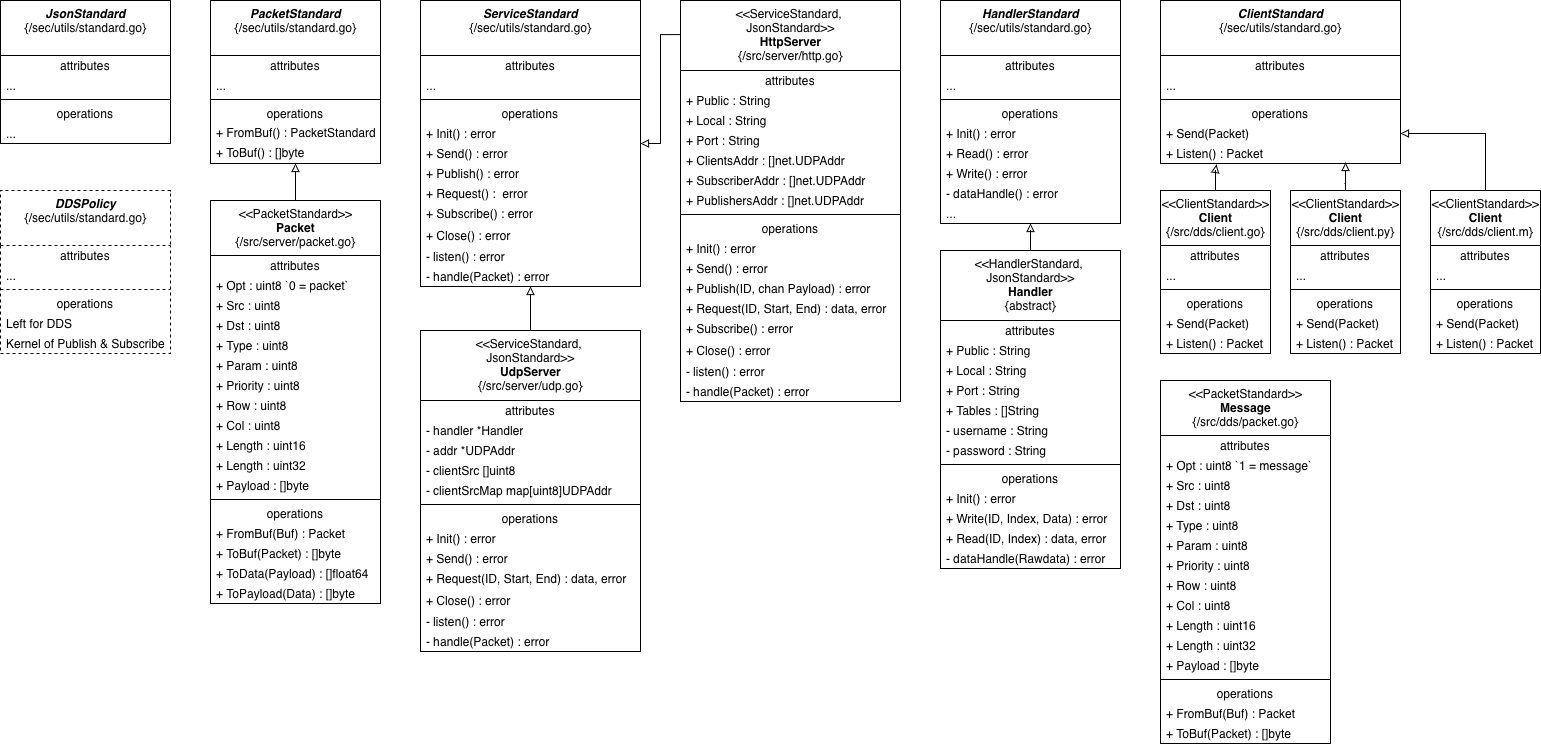 JsonStandard
{/sec/utils/standard.go}
attributes
...
operations
...
DDSPolicy
{/sec/utils/standard.go}
attributes
...
operations
Left for DDS
Kernel of Publish & Subscribe
PacketStandard
{/sec/utils/standard.go}
attributes
...
operations
+ FromBuf() : PacketStandard
+ ToBuf() : []byte
<<PacketStandard>>
Packet
{/src/server/packet.go}
attributes
+ Opt : uint8 `0 = packet`
+ Src : uint8
+ Dst : uint8
+ Type : uint8
+ Param : uint8
+ Priority : uint8
+ Row : uint8
+ Col : uint8
+ Length : uint16
+ Length : uint32
+ Payload : []byte
operations
+ FromBuf(Buf) : Packet
+ ToBuf(Packet) : []byte
+ ToData(Payload) : []float64
+ ToPayload(Data) : []byte
ServiceStandard
{/sec/utils/standard.go}
attributes
...
operations
+ Init() : error
+ Send() : error
+ Publish() : error
+ Request() :  error
+ Subscribe() : error
+ Close() : error
- listen() : error
- handle(Packet) : error
<<ServiceStandard,
JsonStandard>>
UdpServer
{/src/server/udp.go}
attributes
- handler *Handler
- addr *UDPAddr
- clientSrc []uint8
- clientSrcMap map[uint8]UDPAddr
operations
+ Init() : error
+ Send() : error
+ Request(ID, Start, End) : data, error
+ Close() : error
- listen() : error
- handle(Packet) : error
<<ServiceStandard,
JsonStandard>>
HttpServer
{/src/server/http.go}
attributes
+ Public : String
+ Local : String
+ Port : String
+ ClientsAddr : []net.UDPAddr
+ SubscriberAddr : []net.UDPAddr
+ PublishersAddr : []net.UDPAddr
operations
+ Init() : error
+ Send() : error
+ Publish(ID, chan Payload) : error
+ Request(ID, Start, End) : data, error
+ Subscribe() : error
+ Close() : error
- listen() : error
- handle(Packet) : error
HandlerStandard
{/sec/utils/standard.go}
attributes
...
operations
+ Init() : error
+ Read() : error
+ Write() : error
- dataHandle() : error
...
<<HandlerStandard,
JsonStandard>>
Handler
{abstract}
attributes
+ Public : String
+ Local : String
+ Port : String
+ Tables : []String
- username : String
- password : String
operations
+ Init() : error
+ Write(ID, Index, Data) : error
+ Read(ID, Index) : data, error
- dataHandle(Rawdata) : error
ClientStandard
{/sec/utils/standard.go}
attributes
...
operations
+ Send(Packet)
+ Listen() : Packet
<<ClientStandard>>
Client
{/src/dds/client.go}
attributes
...
operations
+ Send(Packet)
+ Listen() : Packet
<<ClientStandard>>
Client
{/src/dds/client.py}
attributes
...
operations
+ Send(Packet)
+ Listen() : Packet
<<ClientStandard>>
Client
{/src/dds/client.m}
attributes
...
operations
+ Send(Packet)
+ Listen() : Packet
<<PacketStandard>>
Message
{/src/dds/packet.go}
attributes
+ Opt : uint8 `1 = message`
+ Src : uint8
+ Dst : uint8
+ Type : uint8
+ Param : uint8
+ Priority : uint8
+ Row : uint8
+ Col : uint8
+ Length : uint16
+ Length : uint32
+ Payload : []byte
operations
+ FromBuf(Buf) : Packet
+ ToBuf(Packet) : []byte